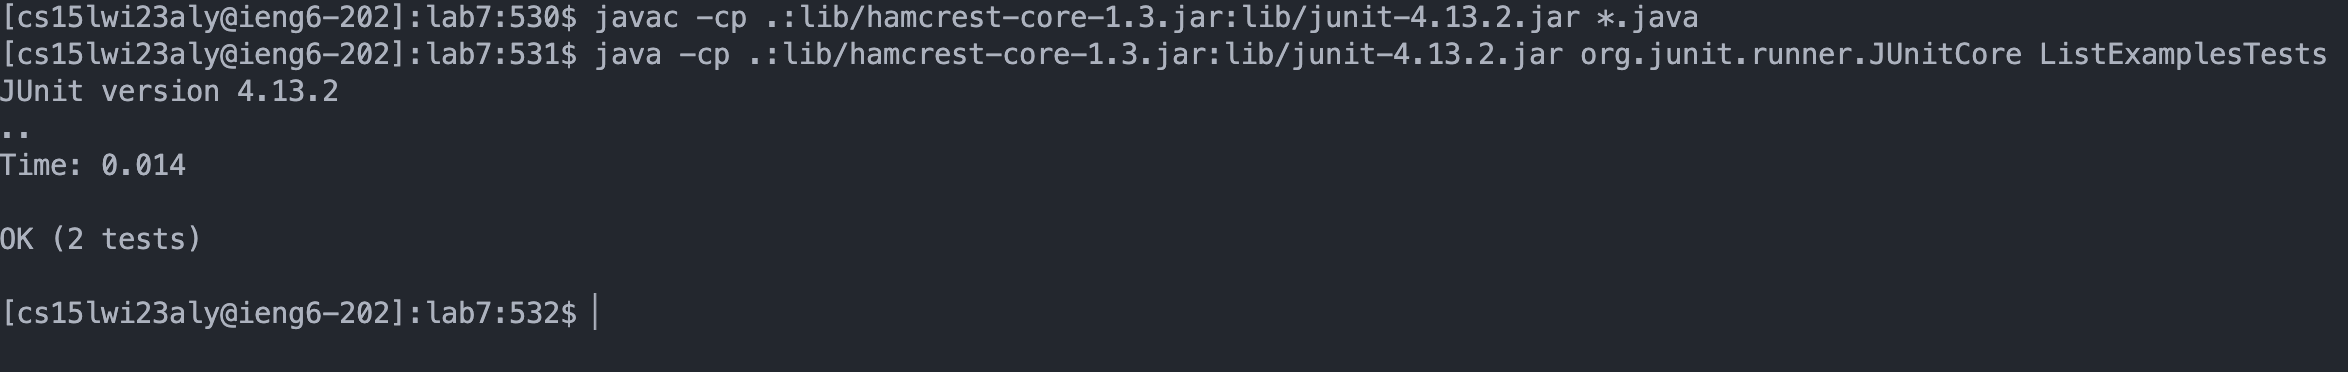 [cs15lwi23aly@ieng6-202]:lab7:530$ javac -cp .:lib/hamcrest-core-1.3.jar:lib/junit-4.13.2.jar *.java
[cs15lwi23aly@ieng6-202]:lab7:531$ java -cp .:lib/hamcrest-core-1.3.jar:lib/junit-4.13.2.jar org.junit.runner.JUnitCore ListExamplesTests
JUnit version 4.13.2
..
Time: 0.014
OK (2 tests)
[cs15lwi23aly@ieng6-202]:lab7:532$